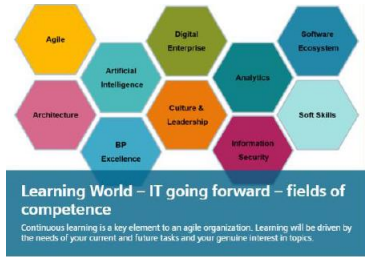 Agile
Digital
Enterprise
Software
Ecosystem
Artificial
Intelligence
Analytics
Architecture
Culture &
Leadership
Soft Skills
BP
Excellence
Information
Security
Learning World – IT going forward – fields of
competence
Continuous learning is a key element to an agile organization. Learning will be driven by
the needs of your current and future tasks and your genuine interest in topics.